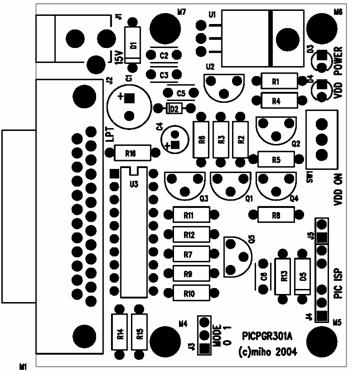 J1
M7
U1
M6
15V
D1
C2
C3
D3
POWER
J2
C1
U2
R1
D4
VDD
C5
R4
D2
LPT
C4
R6
R3
R2
Q2
R16
R5
SW1
VDD ON
U3
Q3
Q1
Q4
R11
R8
R12
Q5
J5
R7
R9
C6
R13
D5
PIC ISP
R10
R14
R15
M4
J4
M5
J3
MODE
0 1
PICPGR301A
(c)miho 2004
M1